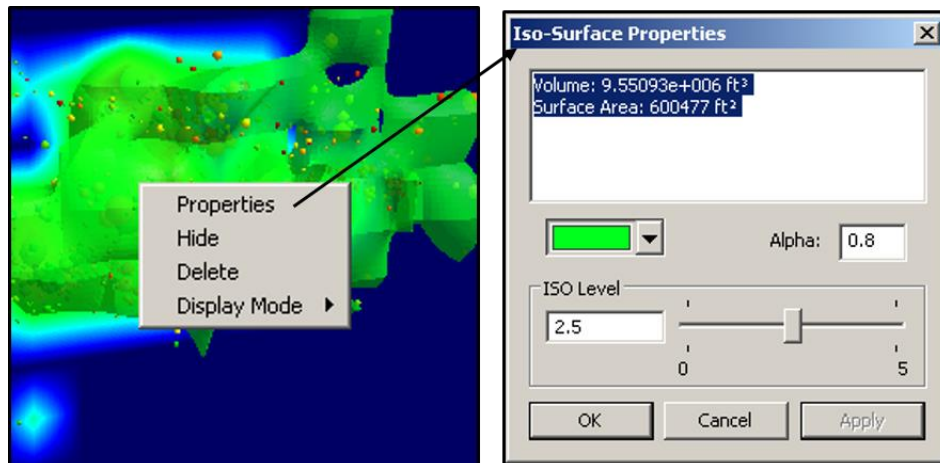 Properties
Hide
Delete
Display Mode
Iso-Surface Properties
Volume: 9.55093e+006 ft³
Surface Area: 600477 ft²
Alpha: 0.8
ISO Level
2.5
0 5
OK Cancel Apply